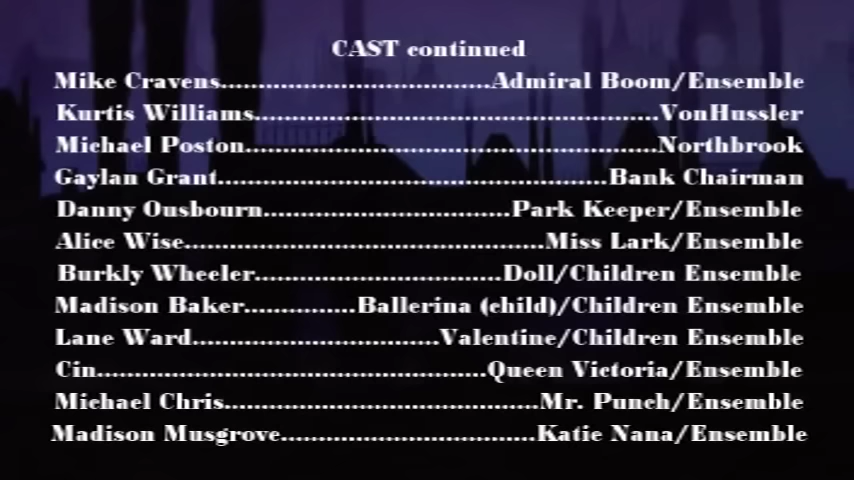 CAST continued
Mike Cravens........................................Admiral Boom/Ensemble
Kurtis Williams............................................................VonHussler
Michael Poston.............................................................Northbrook
Gaylan Grant..........................................................Bank Chairman
Danny Ousbourn.....................................Park Keeper/Ensemble
Alice Wise.....................................................Miss Lark/Ensemble
Burkly Wheeler.....................................Doll/Children Ensemble
Madison Baker................Ballerina (child)/Children Ensemble
Lane Ward.....................................Valentine/Children Ensemble
Cin..........................................................Queen Victoria/Ensemble
Michael Chris...............................................Mr. Punch/Ensemble
Madison Musgrove......................................Katie Nana/Ensemble